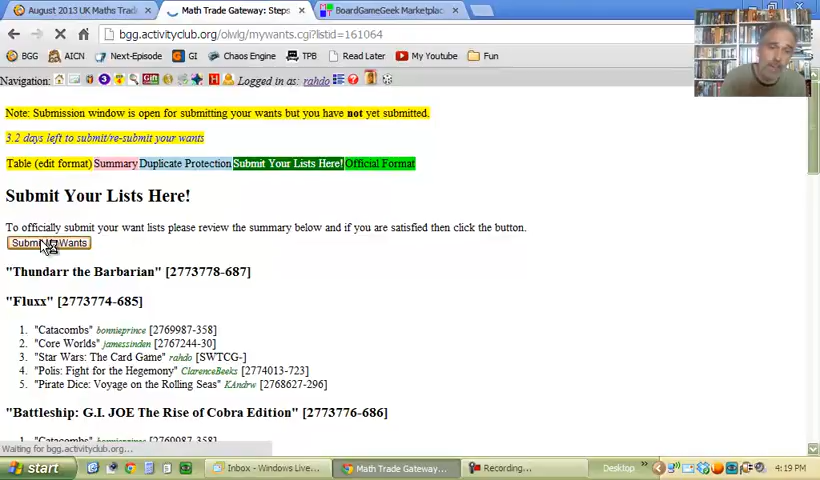 August 2013 UK Maths Trade
Math Trade Gateway: Steps
BoardGameGeek Marketplace
bgg.activityclub.org/olwlg/mywants.cgi?listid=161064
BGG AICN Next-Episode GI Chaos Engine TPB Read Later My Youtube Fun
Navigation: Logged in as: rahdo
Note: Submission window is open for submitting your wants but you have not yet submitted.
3.2 days left to submit/re-submit your wants
Table (edit format) Summary Duplicate Protection Submit Your Lists Here! Official Format
Submit Your Lists Here!
To officially submit your want lists please review the summary below and if you are satisfied then click the button.
"Thundarr the Barbarian" [2773778-687]
"Fluxx" [2773774-685]
1. "Catacombs" bonnieprince [2769987-358]
2. "Core Worlds" jamessinden [2767244-30]
3. "Star Wars: The Card Game" rahdo [SWTCG-]
4. "Polis: Fight for the Hegemony" ClarenceBeeks [2774013-723]
5. "Pirate Dice: Voyage on the Rolling Seas" KAndrw [2768627-296]
"Battleship: G.I. JOE The Rise of Cobra Edition" [2773776-686]
Waiting for bgg.activityclub.org...
start
Inbox - Windows Live...
Math Trade Gatewa...
Recording...
Desktop
4:19 PM